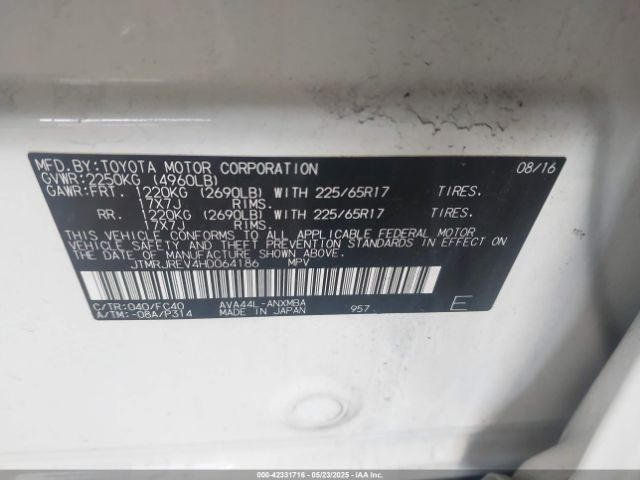 MFD.BY:TOYOTA MOTOR CORPORATION 08/16
GVWR:2250KG (4960LB)
GAWR:FRT. 1220KG (2690LB) WITH 225/65R17 TIRES.
17X7J RIMS.
RR. 1220KG (2690LB) WITH 225/65R17 TIRES.
17X7J RIMS.
THIS VEHICLE CONFORMS TO ALL APPLICABLE FEDERAL MOTOR
VEHICLE SAFETY AND THEFT PREVENTION STANDARDS IN EFFECT ON
THE DATE OF MANUFACTURE SHOWN ABOVE.
JTMRJREV4HD064186 MPV
C/TR:040/FC40 AVA44L-ANXMBA
A/TM:-08A/P314 MADE IN JAPAN 957 E
000-42331716 - 05/23/2025 - IAAI.COM